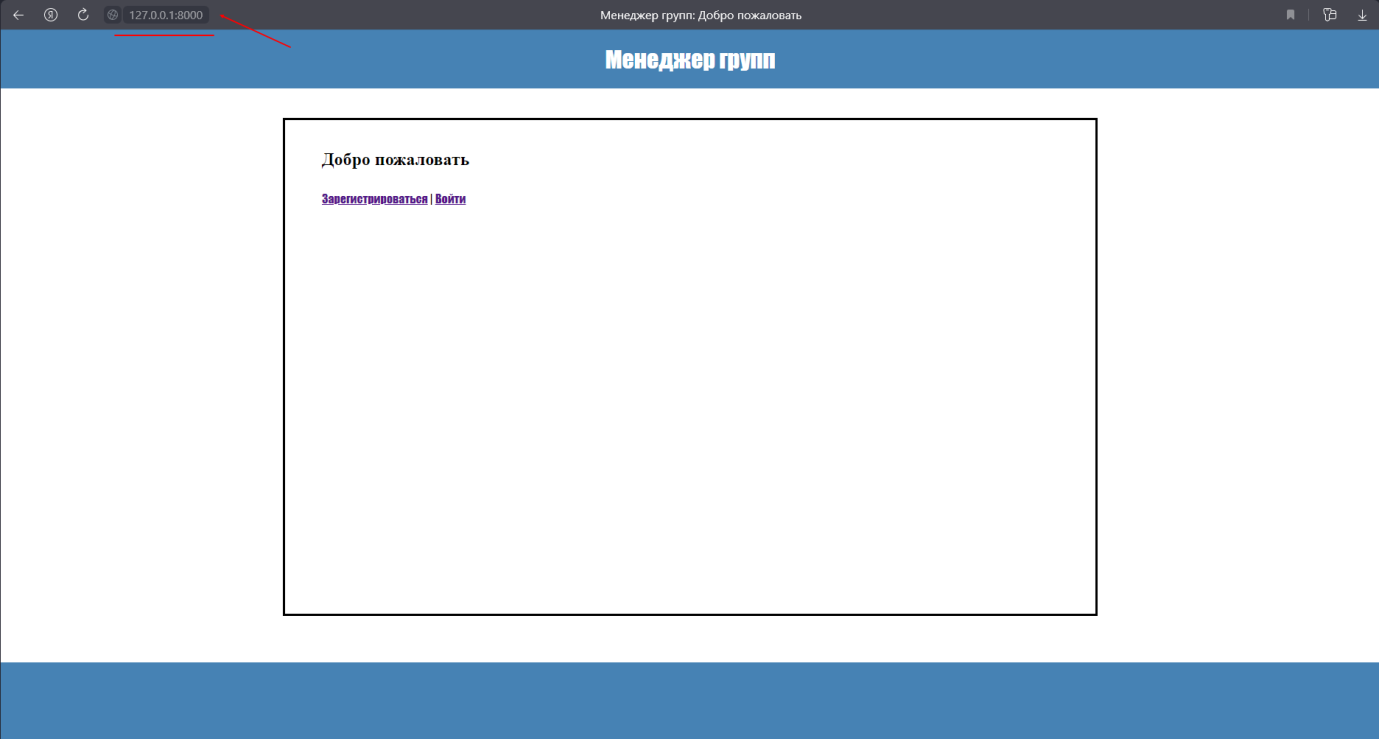 127.0.0.1:8000
Менеджер групп: Добро пожаловать
Менеджер групп
Добро пожаловать
Зарегистрироваться | Войти